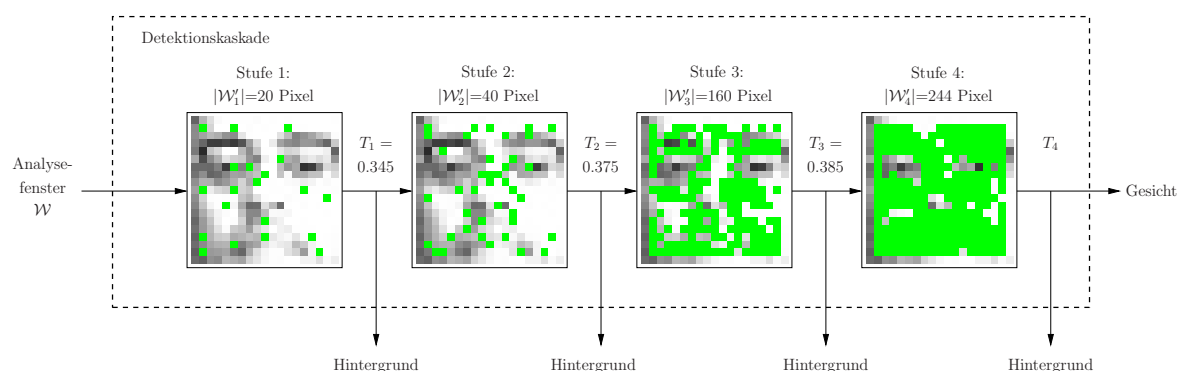 Detektionskaskade
Stufe 1:
|𝒲′₁|=20 Pixel
Stufe 2:
|𝒲′₂|=40 Pixel
Stufe 3:
|𝒲′₃|=160 Pixel
Stufe 4:
|𝒲′₄|=244 Pixel
Analyse-
fenster
𝒲
T₁ =
0.345
T₂ =
0.375
T₃ =
0.385
T₄
Gesicht
Hintergrund
Hintergrund
Hintergrund
Hintergrund